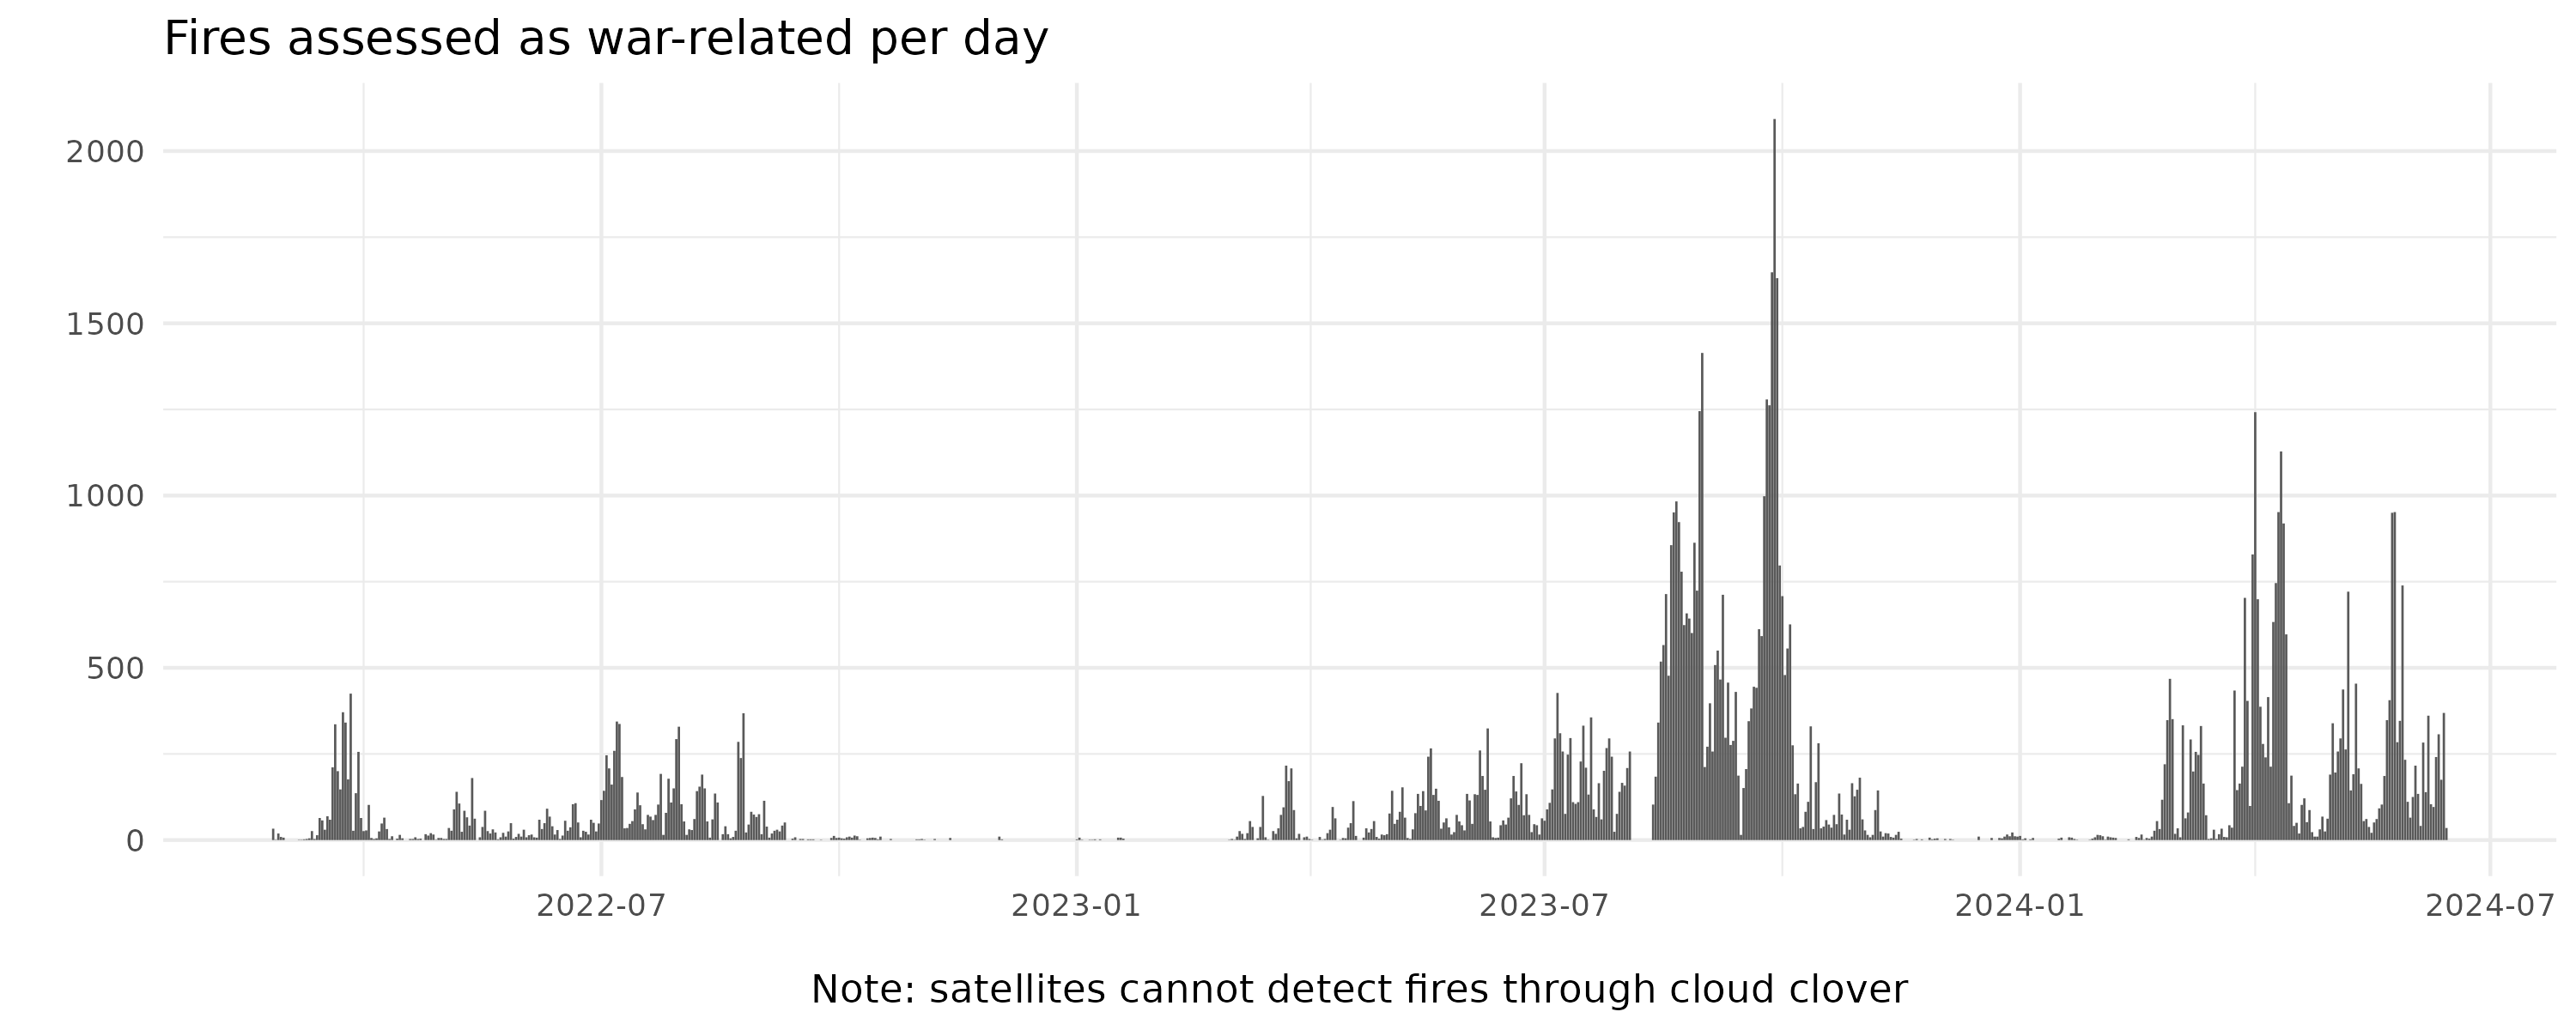 Fires assessed as war-related per day
2000
1500
1000
500
0
2022-07 2023-01 2023-07 2024-01 2024-07
Note: satellites cannot detect fires through cloud clover